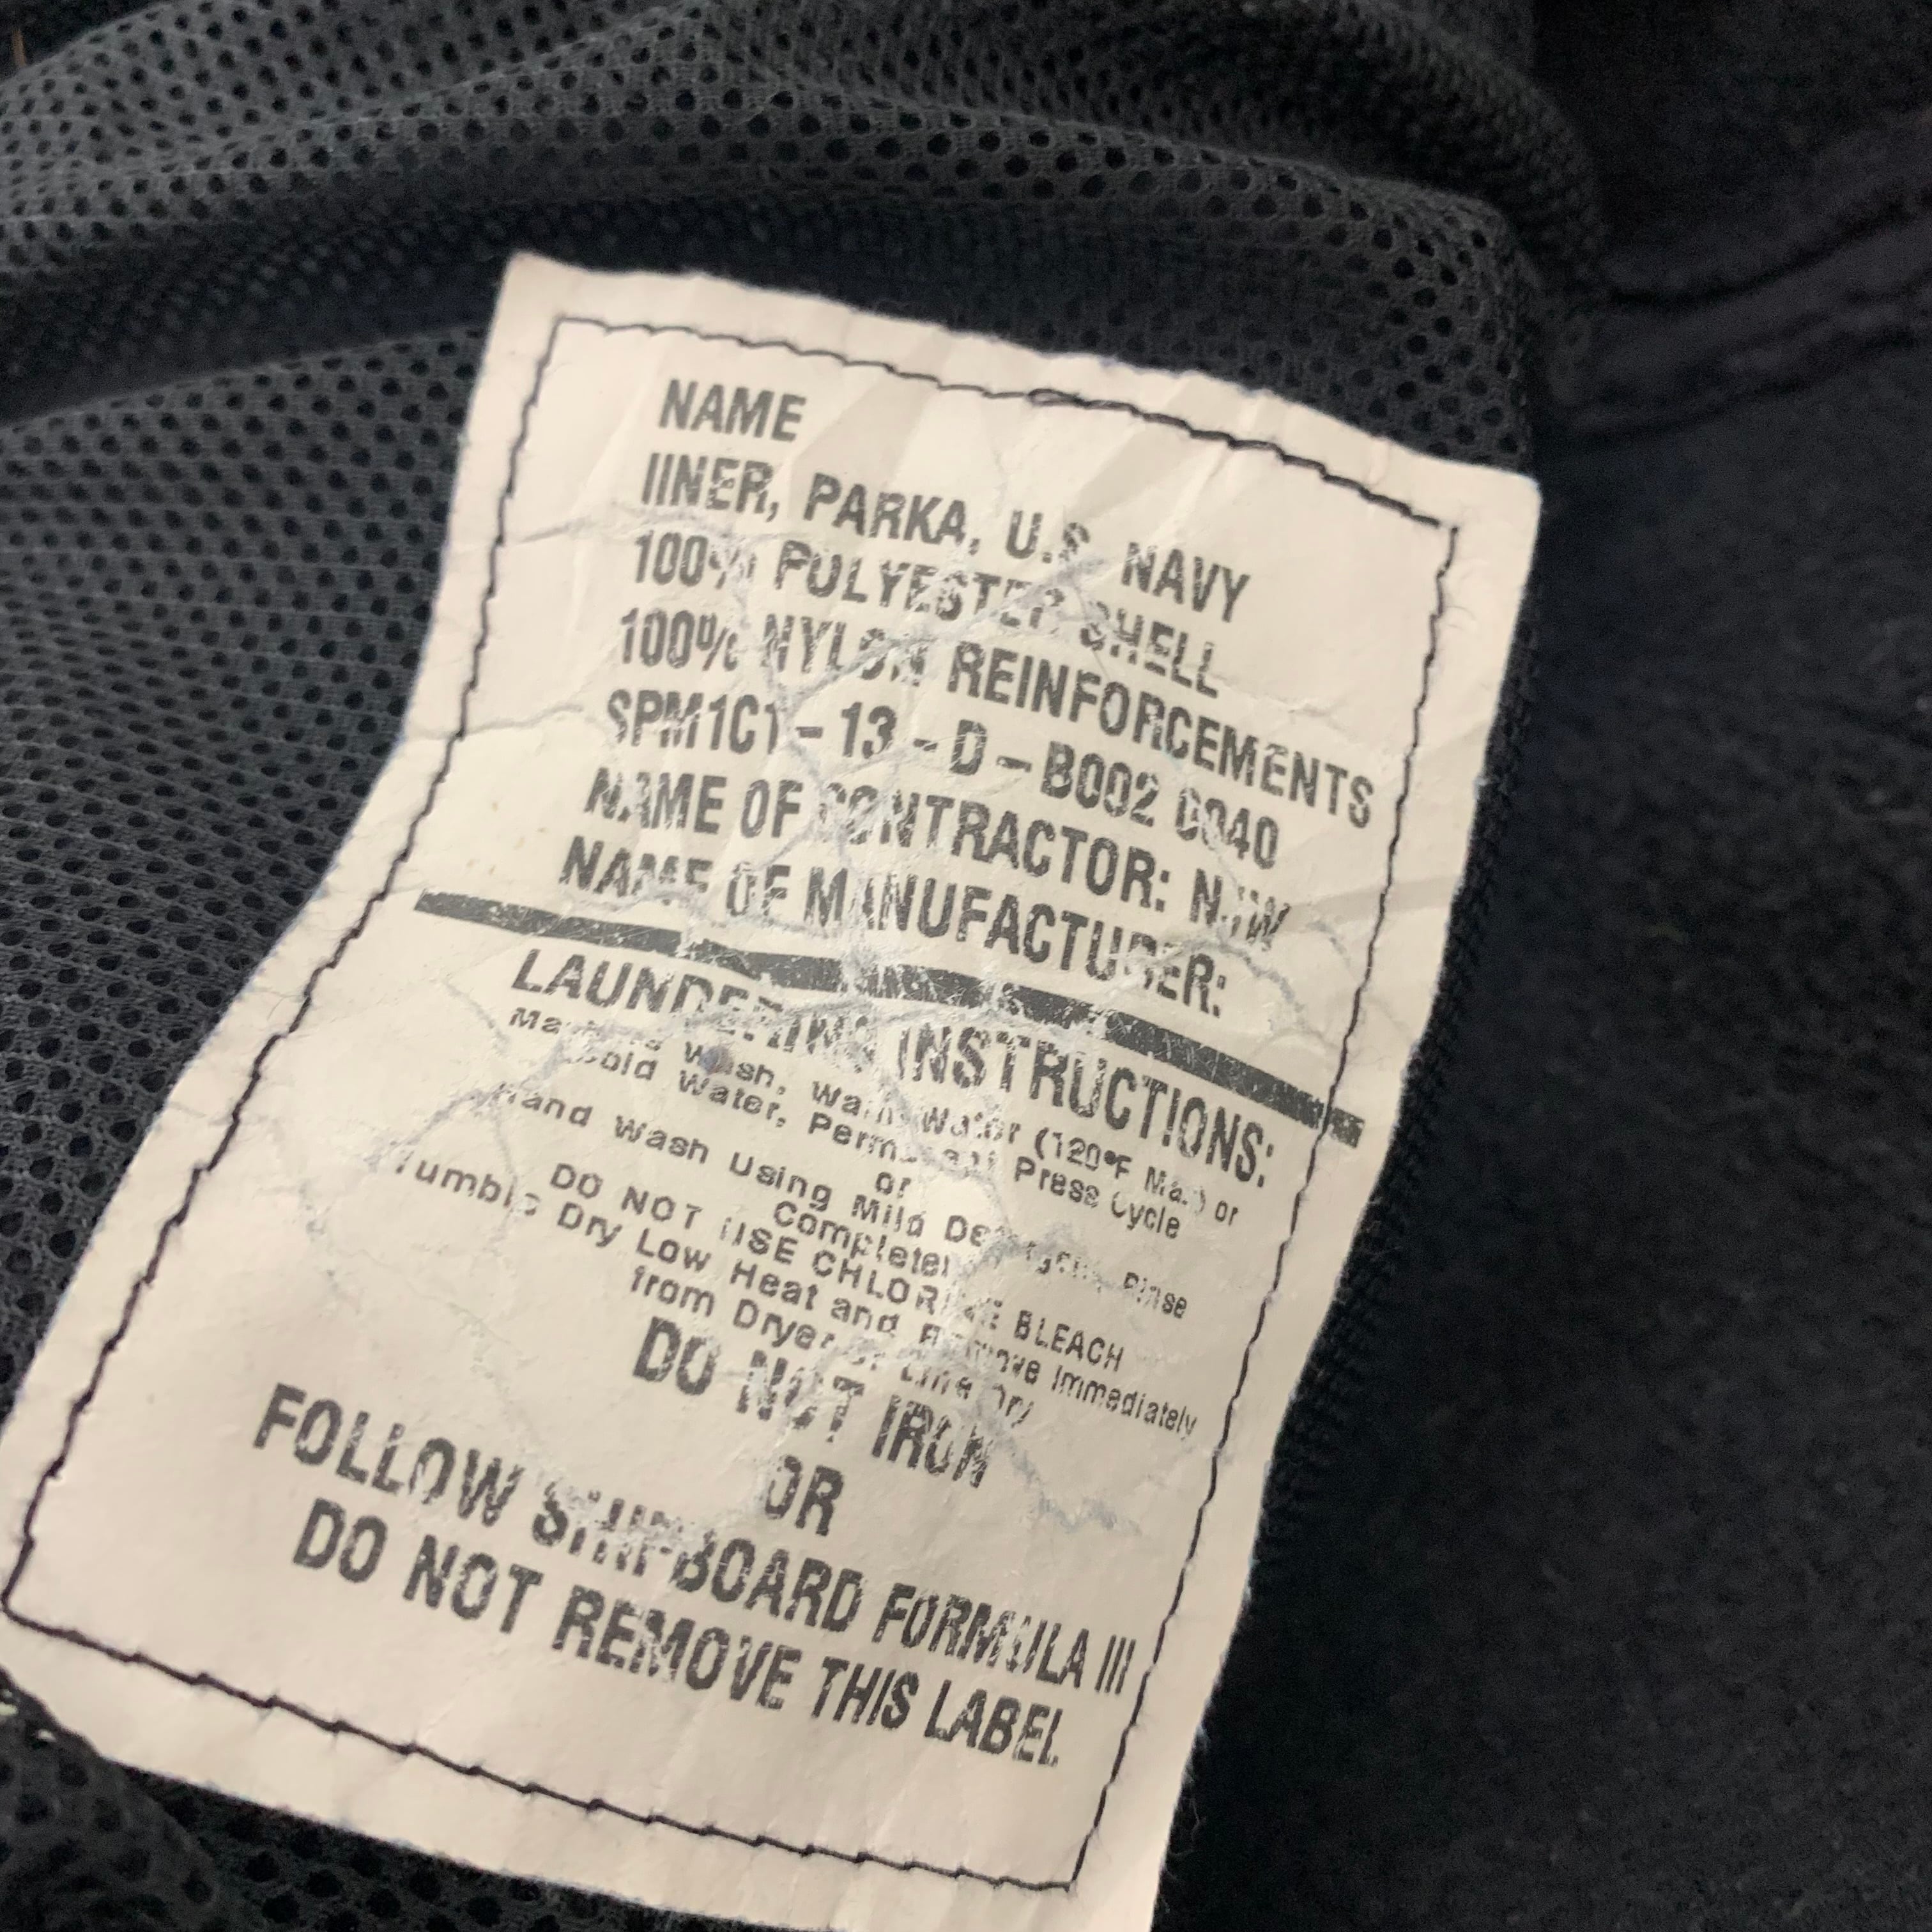 NAME
lINER, PARKA, U.S. NAVY
100% POLYESTER SHELL
100% NYLON REINFORCEMENTS
SPM1C1-13-D-B002 0040
NAME OF CONTRACTOR: NJIW
NAME OF MANUFACTURER:
LAUNDERING INSTRUCTIONS:
Machine Wash, Warm Water (120°F Max.) or
Cold Water, Permanent Press Cycle
or
Hand Wash Using Mild Detergent, Rinse
Completely
DO NOT USE CHLORINE BLEACH
Tumble Dry Low Heat and Remove Immediately
from Dryer or Line Dry
DO NOT IRON
OR
FOLLOW SHIPBOARD FORMULA III
DO NOT REMOVE THIS LABEL